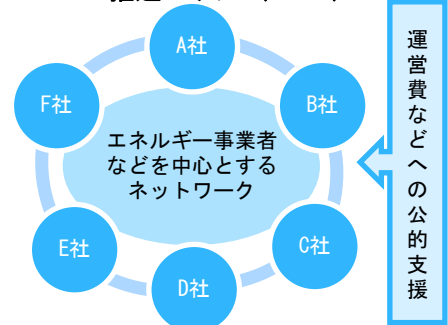 A社
B社
F社
エネルギー事業者
などを中心とする
ネットワーク
E社
C社
D社
運営費などへの公的支援